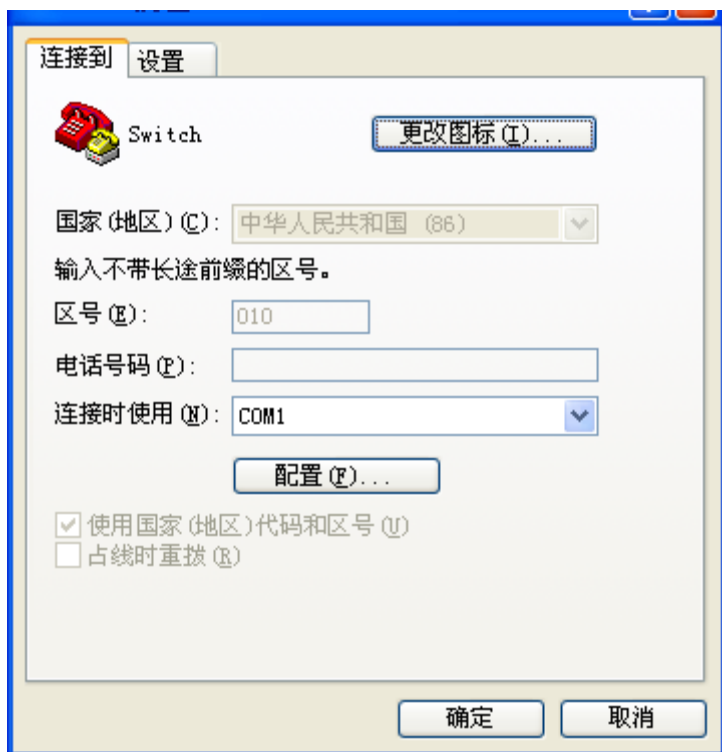 连接到 设置
Switch 更改图标(I)...
国家(地区)(C): 中华人民共和国 (86)
输入不带长途前缀的区号。
区号(E): 010
电话号码(P):
连接时使用(N): COM1
配置(F)...
使用国家(地区)代码和区号(U)
占线时重拨(R)
确定 取消